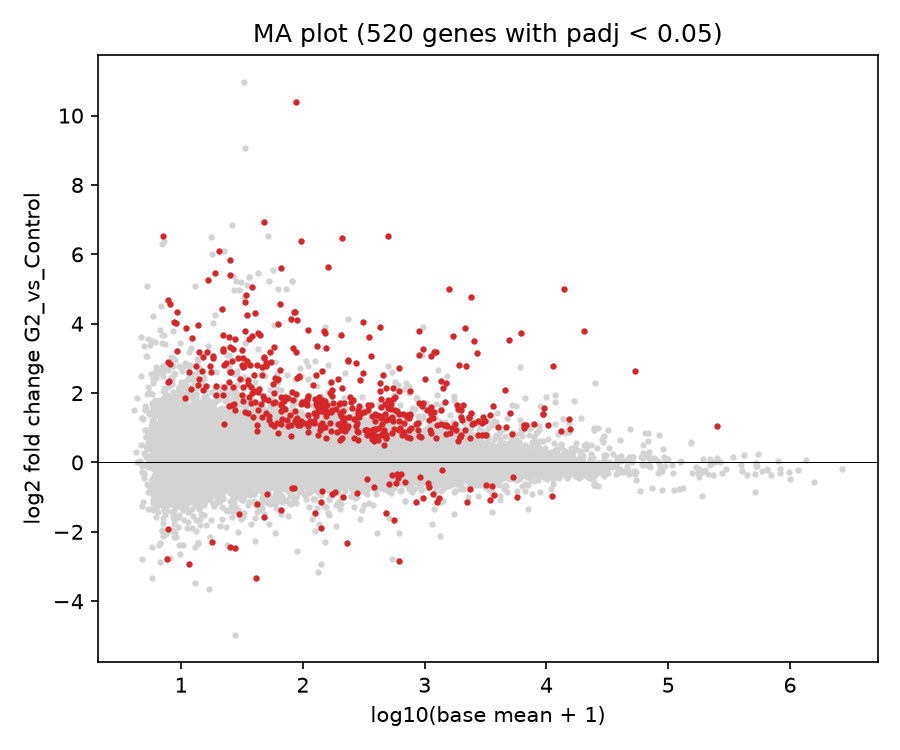 MA plot (520 genes with padj < 0.05)
log2 fold change G2_vs_Control
10
8
6
4
2
0
−2
−4
1 2 3 4 5 6
log10(base mean + 1)